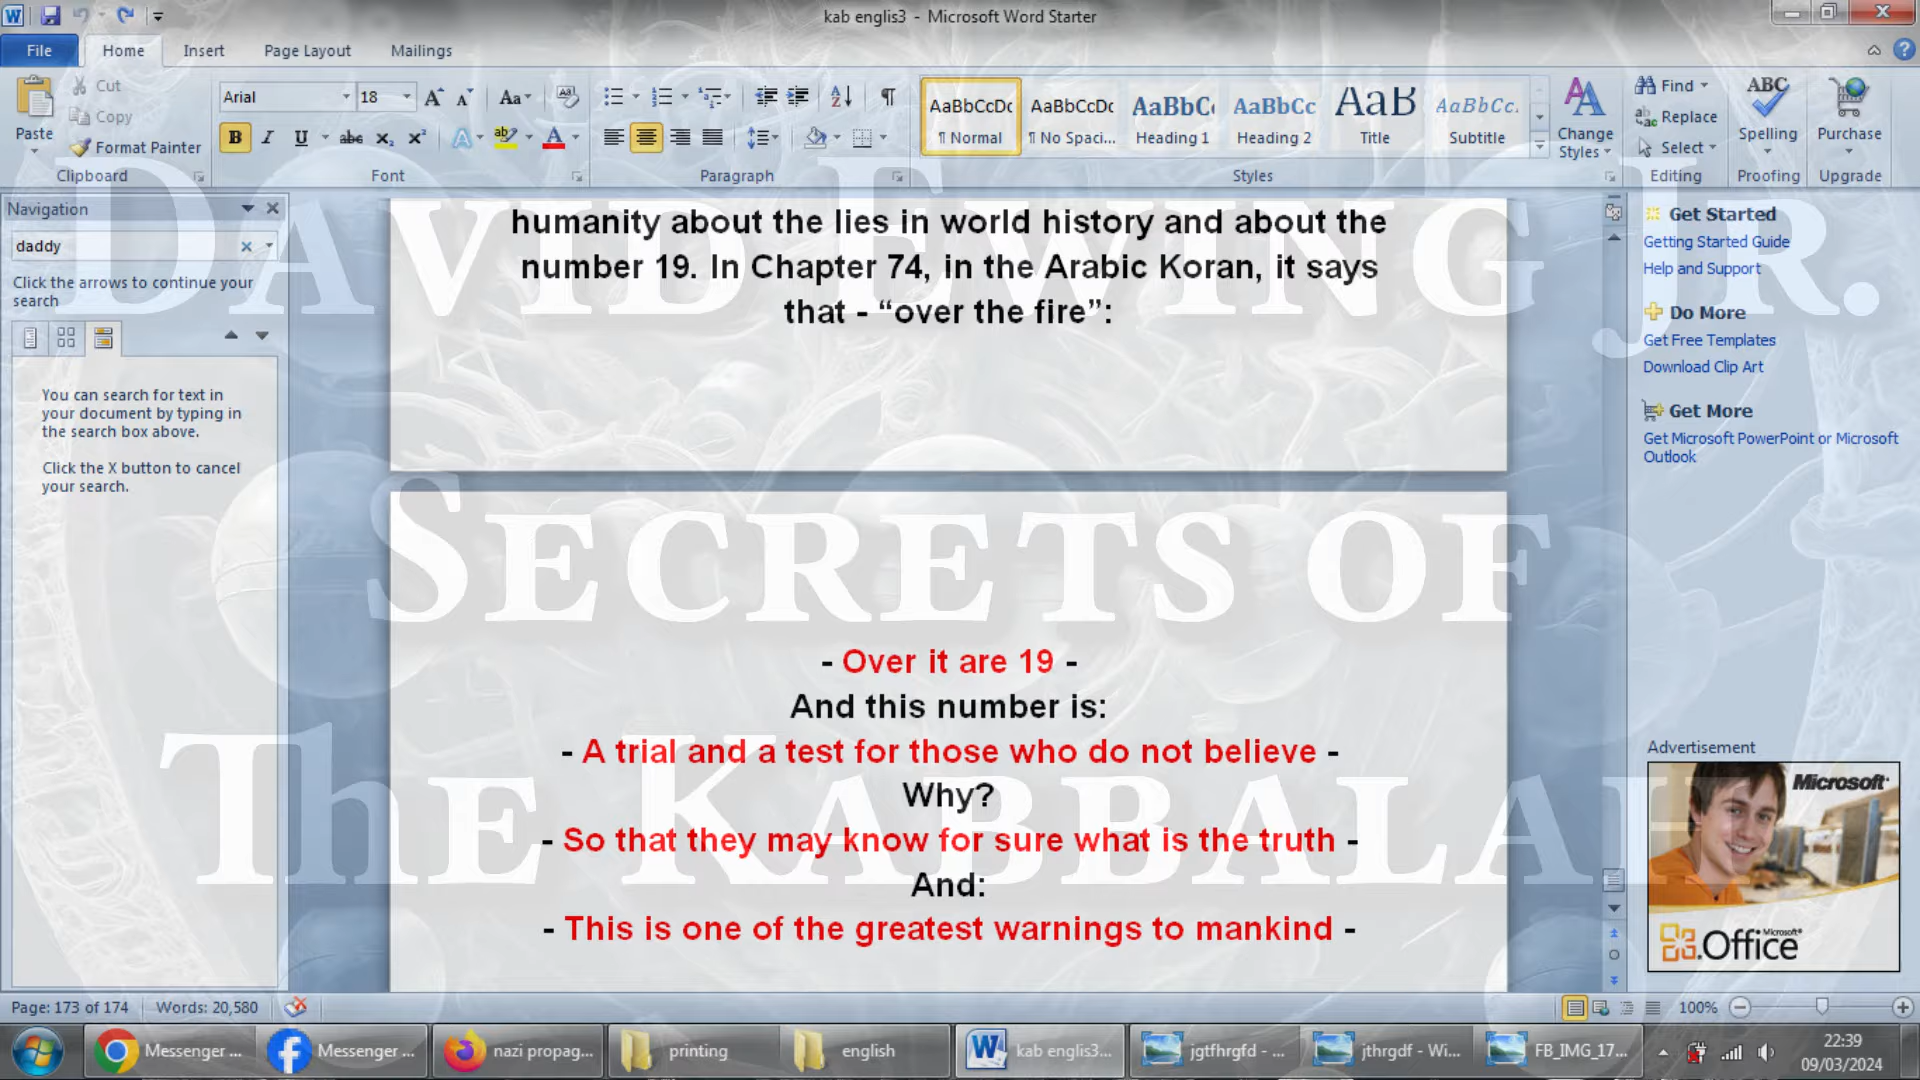 kab englis3 - Microsoft Word Starter
File Home Insert Page Layout Mailings
Cut
Copy
Format Painter
Paste
Clipboard
Arial 18
Font
Paragraph
AaBbCcDc AaBbCcDc AaBbC AaBbCc AaB AaBbCc.
¶ Normal ¶ No Spaci... Heading 1 Heading 2 Title Subtitle
Styles
Change
Styles
Find
Replace
Select
Editing
ABC
Spelling
Proofing
Purchase
Upgrade
DAVID EWING JR.
SECRETS OF
ThE KABBALAH
Navigation
daddy
Click the arrows to continue your
search
You can search for text in
your document by typing in
the search box above.
Click the X button to cancel
your search.
humanity about the lies in world history and about the
number 19. In Chapter 74, in the Arabic Koran, it says
that - “over the fire”:
- Over it are 19 -
And this number is:
- A trial and a test for those who do not believe -
Why?
- So that they may know for sure what is the truth -
And:
- This is one of the greatest warnings to mankind -
Get Started
Getting Started Guide
Help and Support
Do More
Get Free Templates
Download Clip Art
Get More
Get Microsoft PowerPoint or Microsoft
Outlook
Advertisement
Microsoft
Microsoft
Office
Page: 173 of 174 Words: 20,580
100%
Messenger ... Messenger ... nazi propag... printing english kab englis3... jgtfhrgfd - ... jthrgdf - Wi... FB_IMG_17...
22:39
09/03/2024